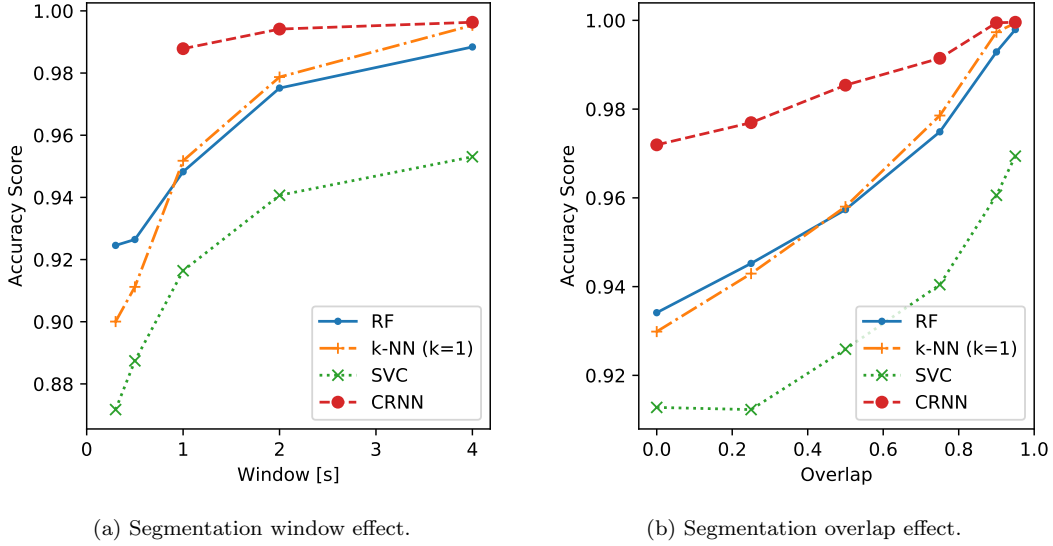 1.00
0.98
0.96
0.94
0.92
0.90
0.88
Accuracy Score
0
1
2
3
4
Window [s]
RF
k-NN (k=1)
SVC
CRNN
(a) Segmentation window effect.
1.00
0.98
0.96
0.94
0.92
Accuracy Score
0.0
0.2
0.4
0.6
0.8
1.0
Overlap
RF
k-NN (k=1)
SVC
CRNN
(b) Segmentation overlap effect.